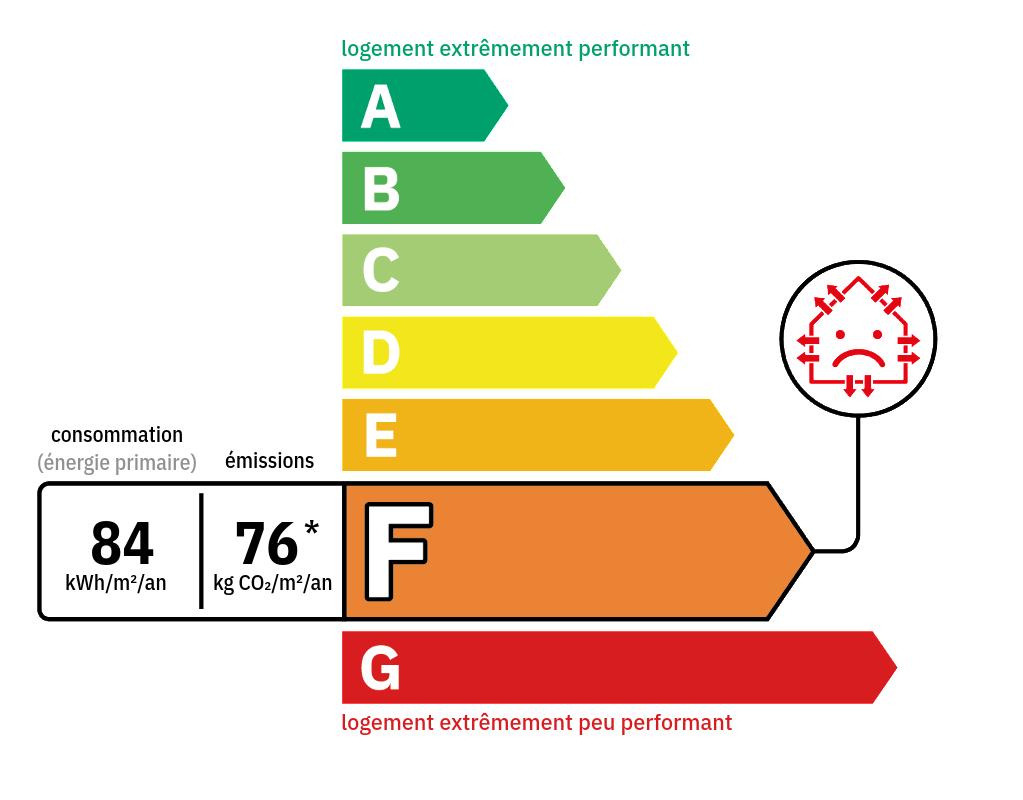 logement extrêmement performant
A
B
C
D
E
consommation
(énergie primaire)
émissions
84
kWh/m²/an
76*
kg CO₂/m²/an
F
G
logement extrêmement peu performant